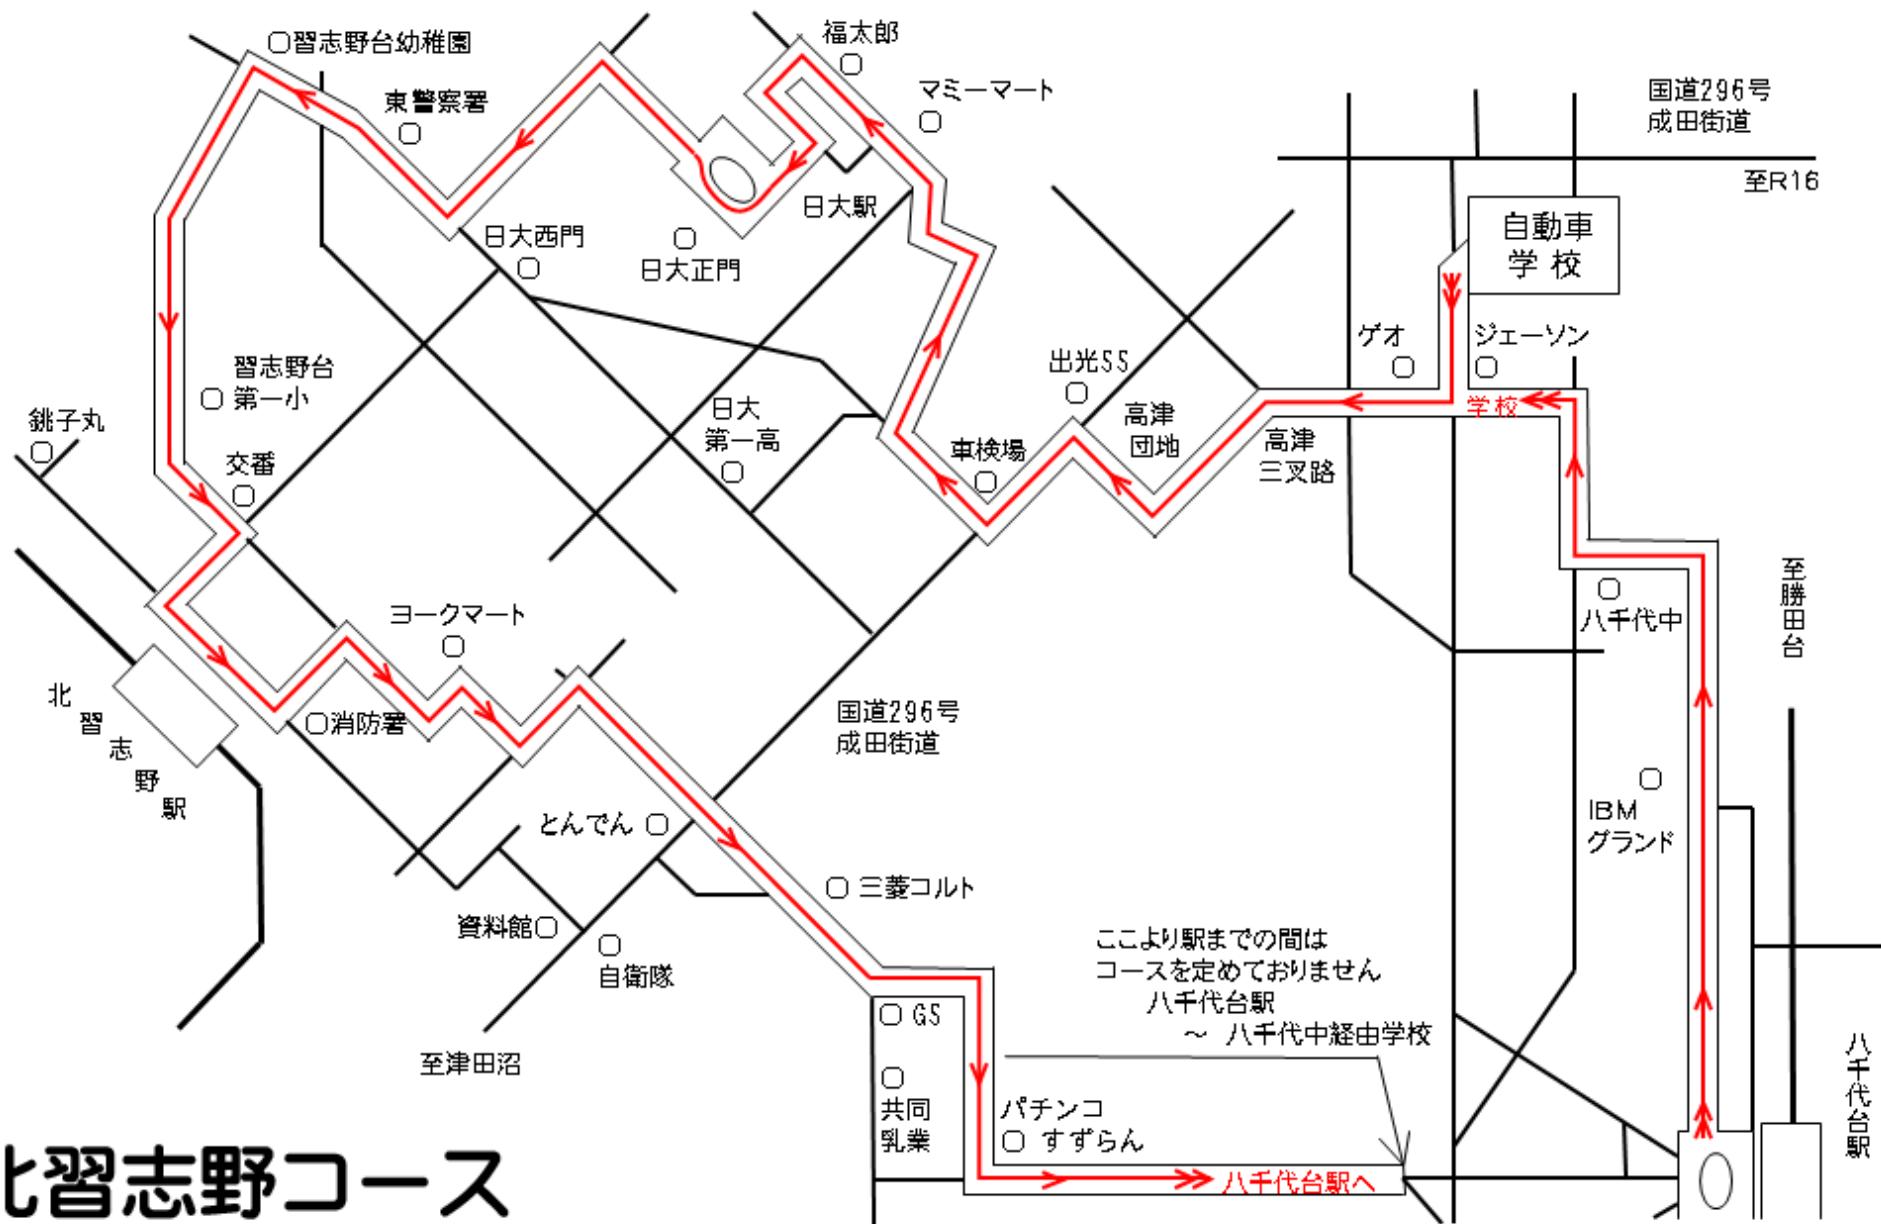 習志野台幼稚園
東警察署
福太郎
マミーマート
国道296号
成田街道
至R16
自動車
学校
日大駅
日大西門
日大正門
習志野台
第一小
銚子丸
交番
日大
第一高
車検場
出光SS
高津
団地
高津
三叉路
ゲオ
ジェーソン
学校
八千代中
至勝田台
ヨークマート
北習志野駅
消防署
国道296号
成田街道
とんでん
三菱コルト
資料館
自衛隊
至津田沼
IBM
グランド
ここより駅までの間は
コースを定めておりません
八千代台駅
～ 八千代中経由学校
GS
共同
乳業
パチンコ
すずらん
八千代台駅へ
八千代台駅
北習志野コース